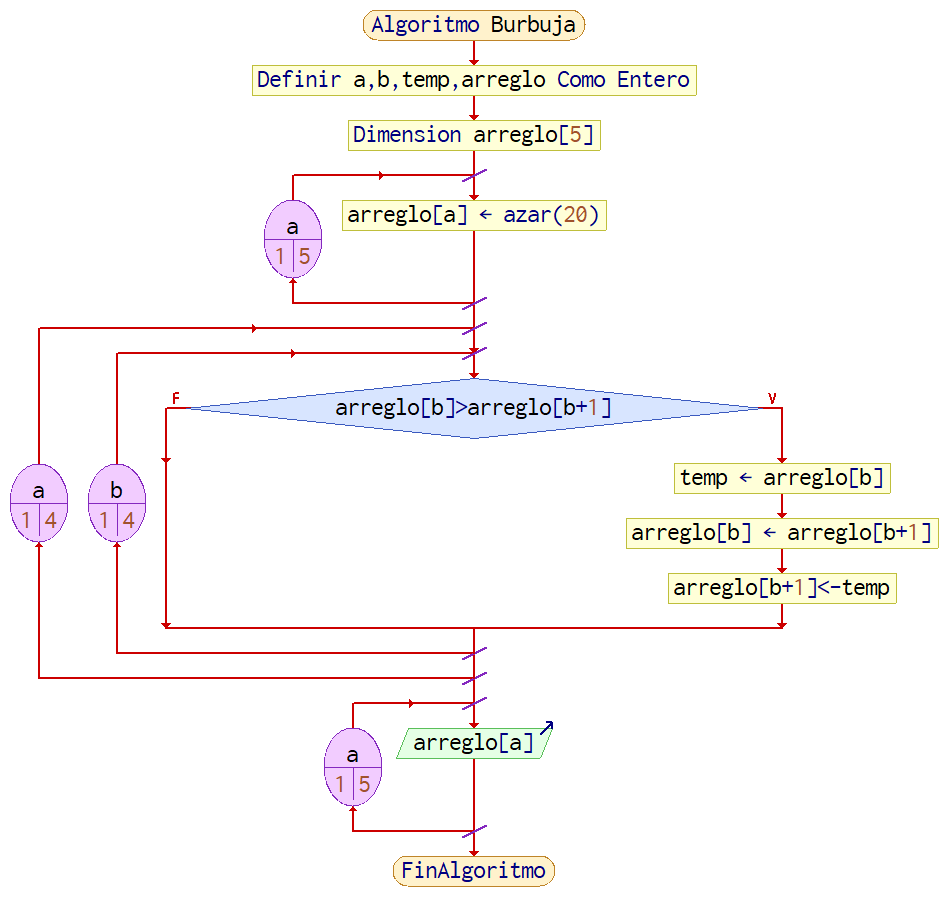 Algoritmo Burbuja
Definir a,b,temp,arreglo Como Entero
Dimension arreglo[5]
a
1 5
arreglo[a] ← azar(20)
a
1 4
b
1 4
arreglo[b]>arreglo[b+1]
F
V
temp ← arreglo[b]
arreglo[b] ← arreglo[b+1]
arreglo[b+1]<-temp
a
1 5
arreglo[a]
FinAlgoritmo